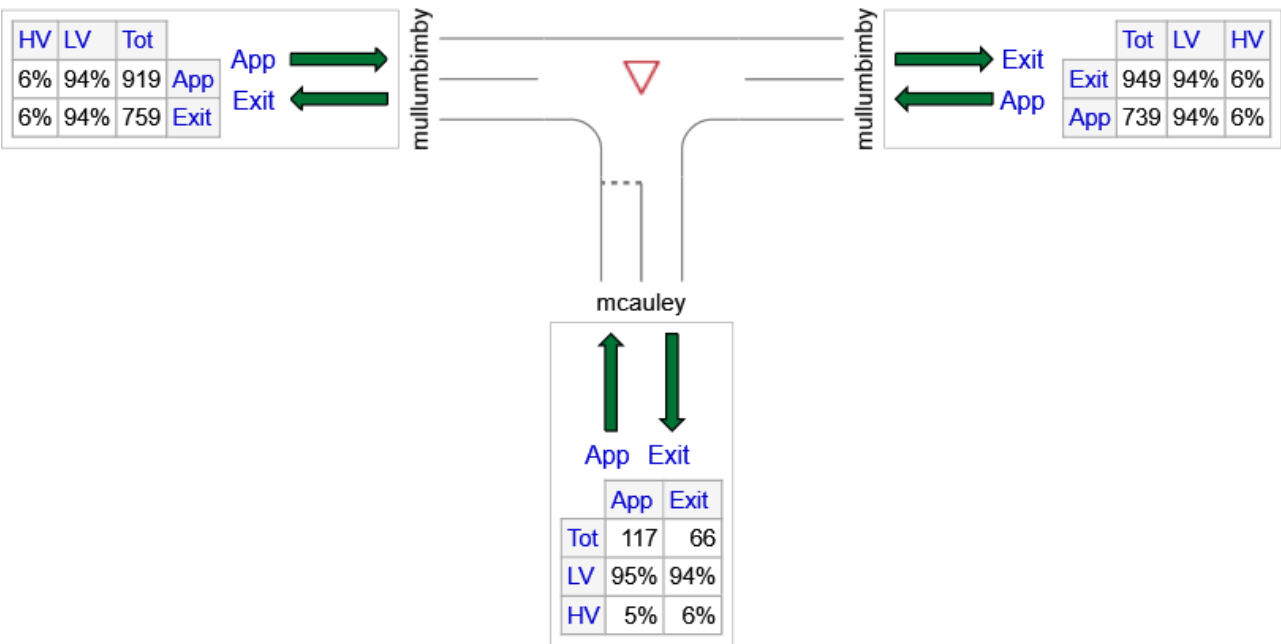 HV LV Tot
6% 94% 919 App
6% 94% 759 Exit
App
Exit
mullumbimby
mullumbimby
Exit
App
Tot LV HV
Exit 949 94% 6%
App 739 94% 6%
mcauley
App Exit
App Exit
Tot 117 66
LV 95% 94%
HV 5% 6%